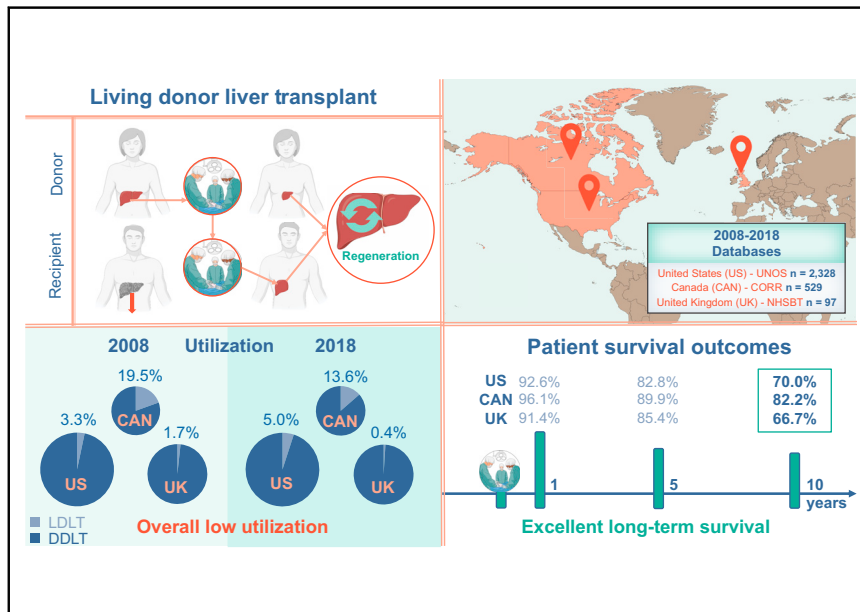 Living donor liver transplant
Donor
Recipient
Regeneration
2008-2018
Databases
United States (US) - UNOS n = 2,328
Canada (CAN) - CORR n = 529
United Kingdom (UK) - NHSBT n = 97
2008 Utilization 2018
19.5%
3.3%
CAN
1.7%
US
UK
13.6%
5.0%
CAN
0.4%
US
UK
LDLT
DDLT
Overall low utilization
Patient survival outcomes
US 92.6% 82.8% 70.0%
CAN 96.1% 89.9% 82.2%
UK 91.4% 85.4% 66.7%
1 5 10
years
Excellent long-term survival